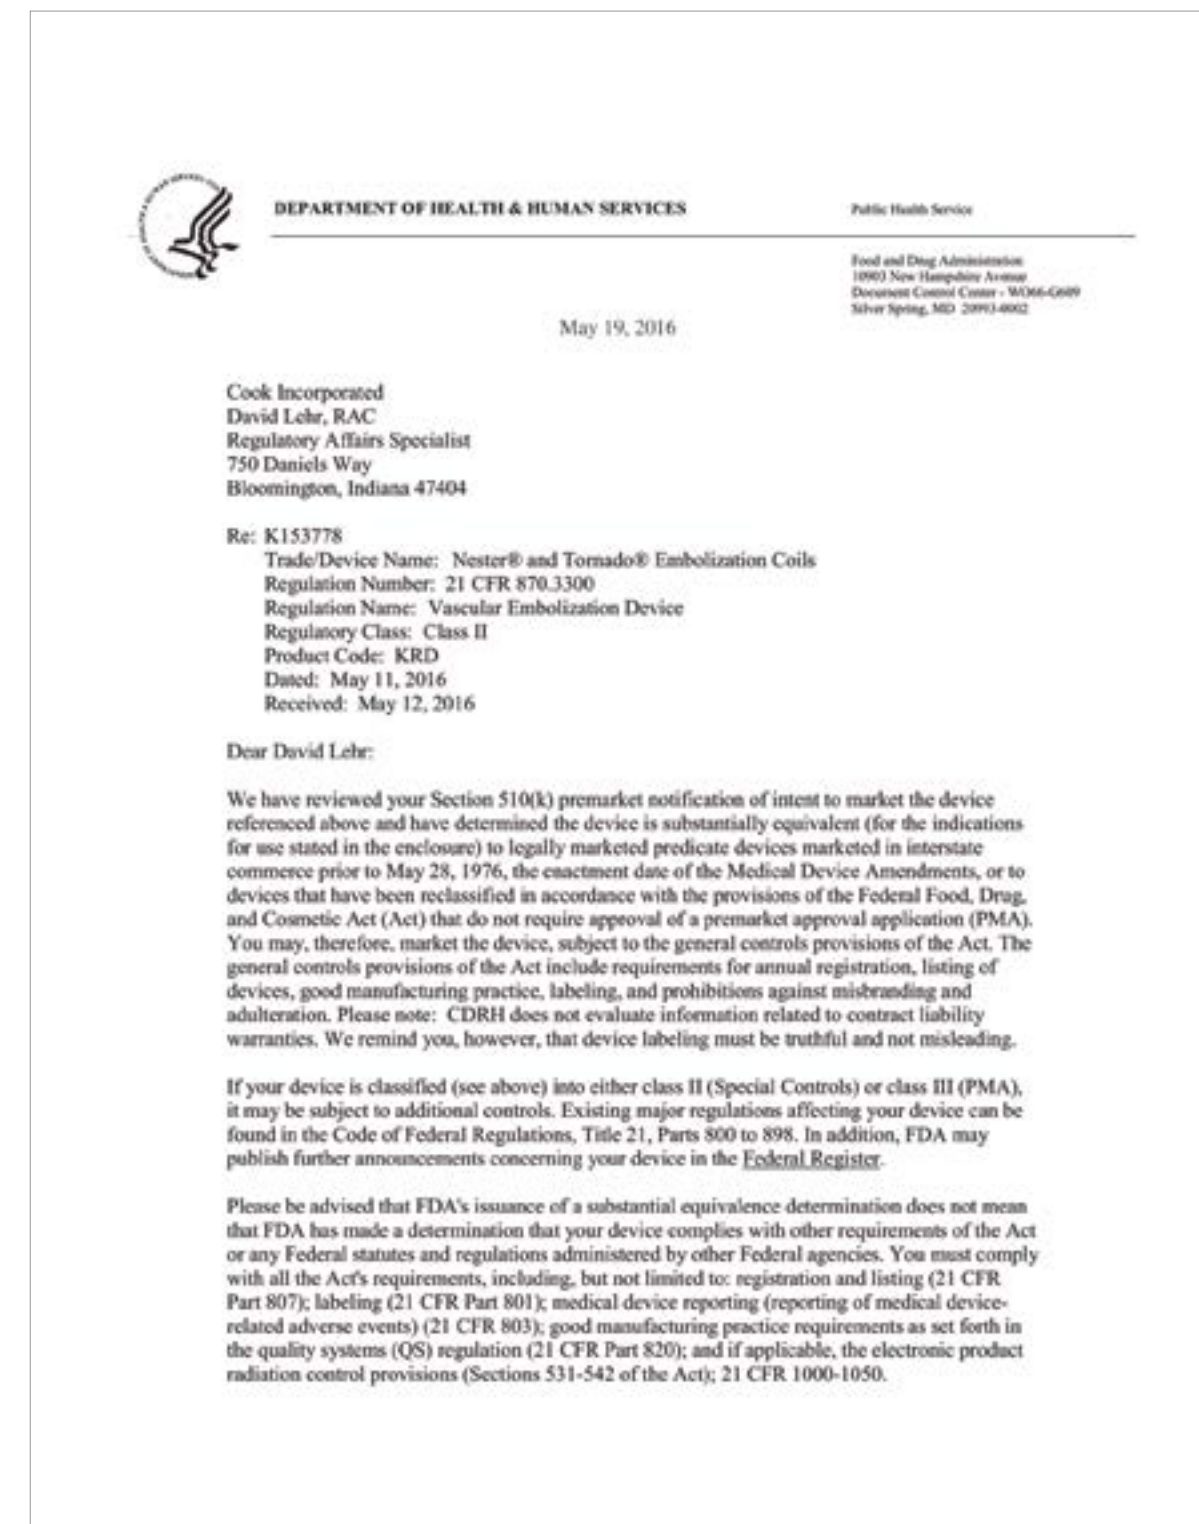 DEPARTMENT OF HEALTH & HUMAN SERVICES
Public Health Service
Food and Drug Administration
10903 New Hampshire Avenue
Document Control Center - WO66-G609
Silver Spring, MD 20993-0002
May 19, 2016
Cook Incorporated
David Lehr, RAC
Regulatory Affairs Specialist
750 Daniels Way
Bloomington, Indiana 47404
Re: K153778
Trade/Device Name: Nester® and Tornado® Embolization Coils
Regulation Number: 21 CFR 870.3300
Regulation Name: Vascular Embolization Device
Regulatory Class: Class II
Product Code: KRD
Dated: May 11, 2016
Received: May 12, 2016
Dear David Lehr:
We have reviewed your Section 510(k) premarket notification of intent to market the device
referenced above and have determined the device is substantially equivalent (for the indications
for use stated in the enclosure) to legally marketed predicate devices marketed in interstate
commerce prior to May 28, 1976, the enactment date of the Medical Device Amendments, or to
devices that have been reclassified in accordance with the provisions of the Federal Food, Drug,
and Cosmetic Act (Act) that do not require approval of a premarket approval application (PMA).
You may, therefore, market the device, subject to the general controls provisions of the Act. The
general controls provisions of the Act include requirements for annual registration, listing of
devices, good manufacturing practice, labeling, and prohibitions against misbranding and
adulteration. Please note: CDRH does not evaluate information related to contract liability
warranties. We remind you, however, that device labeling must be truthful and not misleading.
If your device is classified (see above) into either class II (Special Controls) or class III (PMA),
it may be subject to additional controls. Existing major regulations affecting your device can be
found in the Code of Federal Regulations, Title 21, Parts 800 to 898. In addition, FDA may
publish further announcements concerning your device in the Federal Register.
Please be advised that FDA's issuance of a substantial equivalence determination does not mean
that FDA has made a determination that your device complies with other requirements of the Act
or any Federal statutes and regulations administered by other Federal agencies. You must comply
with all the Act's requirements, including, but not limited to: registration and listing (21 CFR
Part 807); labeling (21 CFR Part 801); medical device reporting (reporting of medical device-
related adverse events) (21 CFR 803); good manufacturing practice requirements as set forth in
the quality systems (QS) regulation (21 CFR Part 820); and if applicable, the electronic product
radiation control provisions (Sections 531-542 of the Act); 21 CFR 1000-1050.